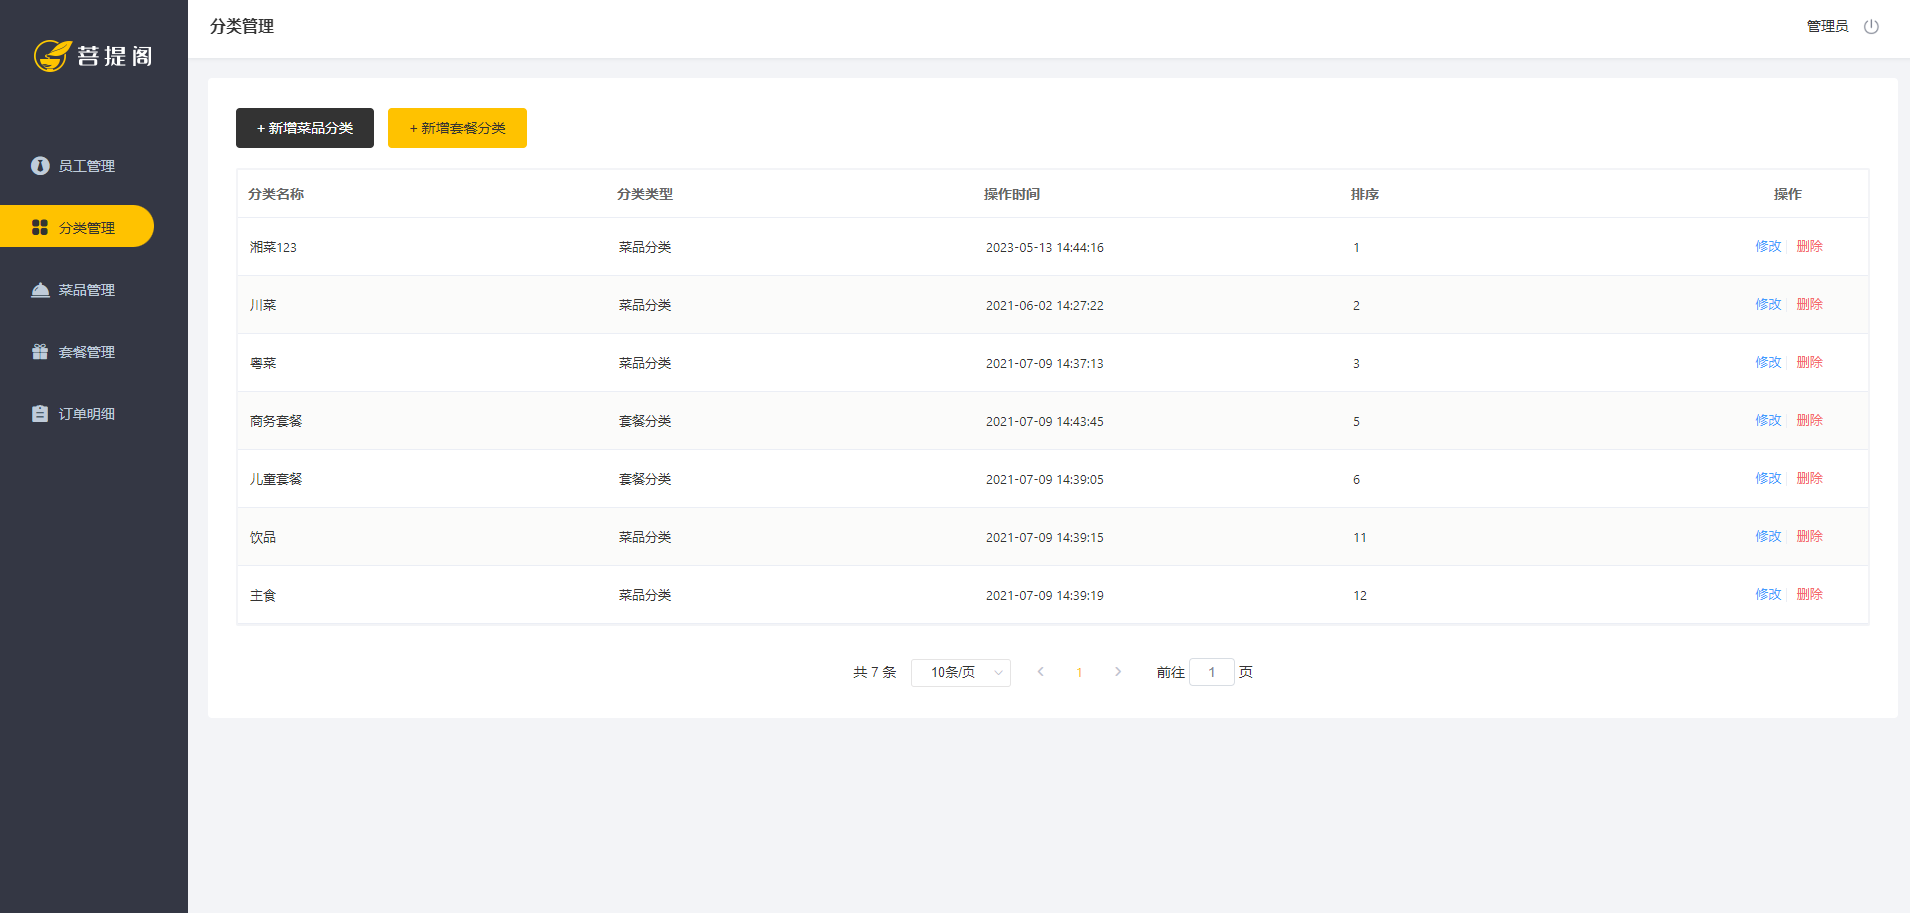 菩提阁
员工管理
分类管理
菜品管理
套餐管理
订单明细
分类管理
管理员
+ 新增菜品分类 + 新增套餐分类
分类名称 分类类型 操作时间 排序 操作
湘菜123 菜品分类 2023-05-13 14:44:16 1 修改 删除
川菜 菜品分类 2021-06-02 14:27:22 2 修改 删除
粤菜 菜品分类 2021-07-09 14:37:13 3 修改 删除
商务套餐 套餐分类 2021-07-09 14:43:45 5 修改 删除
儿童套餐 套餐分类 2021-07-09 14:39:05 6 修改 删除
饮品 菜品分类 2021-07-09 14:39:15 11 修改 删除
主食 菜品分类 2021-07-09 14:39:19 12 修改 删除
共 7 条 10条/页 1 前往 1 页